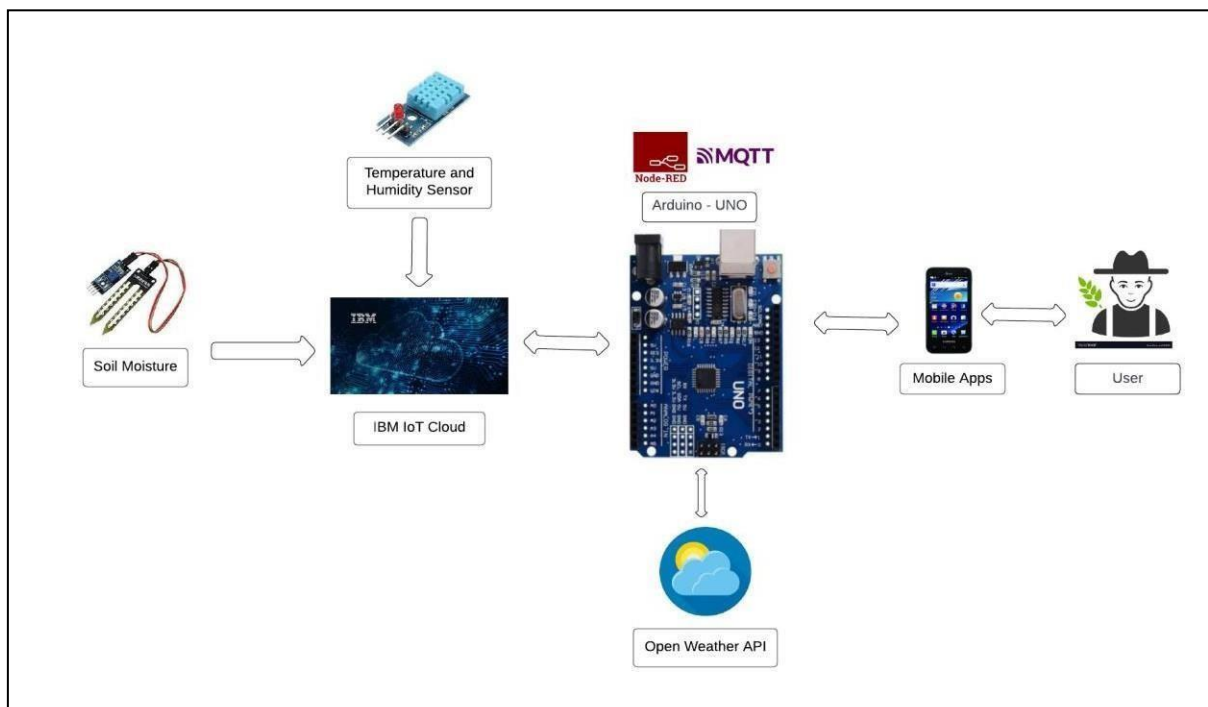 Temperature and
Humidity Sensor
Node-RED
MQTT
Arduino - UNO
IBM
Soil Moisture
IBM IoT Cloud
UNO
Mobile Apps
User
Open Weather API